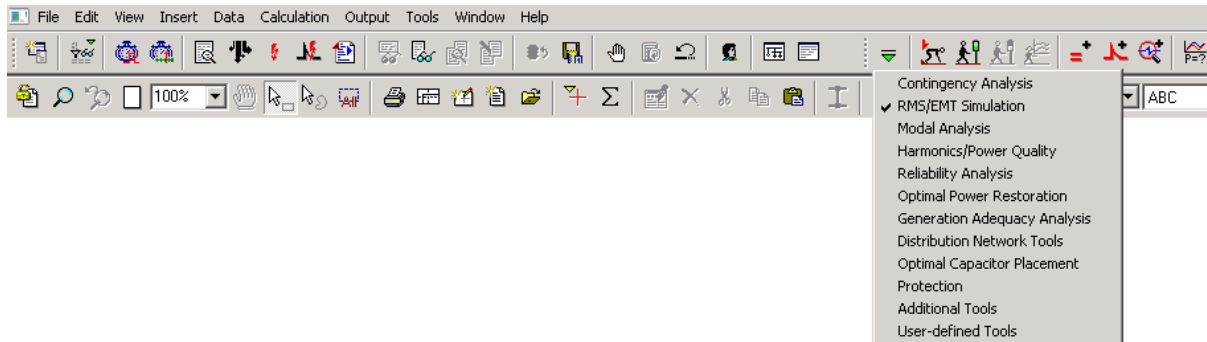 File Edit View Insert Data Calculation Output Tools Window Help
P=?
100%
ABC
Contingency Analysis
RMS/EMT Simulation
Modal Analysis
Harmonics/Power Quality
Reliability Analysis
Optimal Power Restoration
Generation Adequacy Analysis
Distribution Network Tools
Optimal Capacitor Placement
Protection
Additional Tools
User-defined Tools